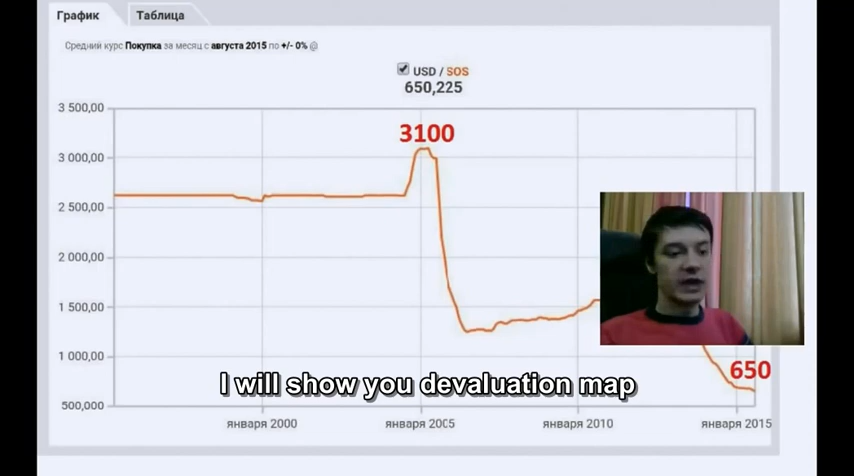 График Таблица
Средний курс Покупка за месяц с августа 2015 по +/- 0% @
USD / SOS
650,225
3 500,00
3100
3 000,00
2 500,00
2 000,00
1 500,00
1 000,00
650
I will show you devaluation map
500,000
января 2000 января 2005 января 2010 января 2015